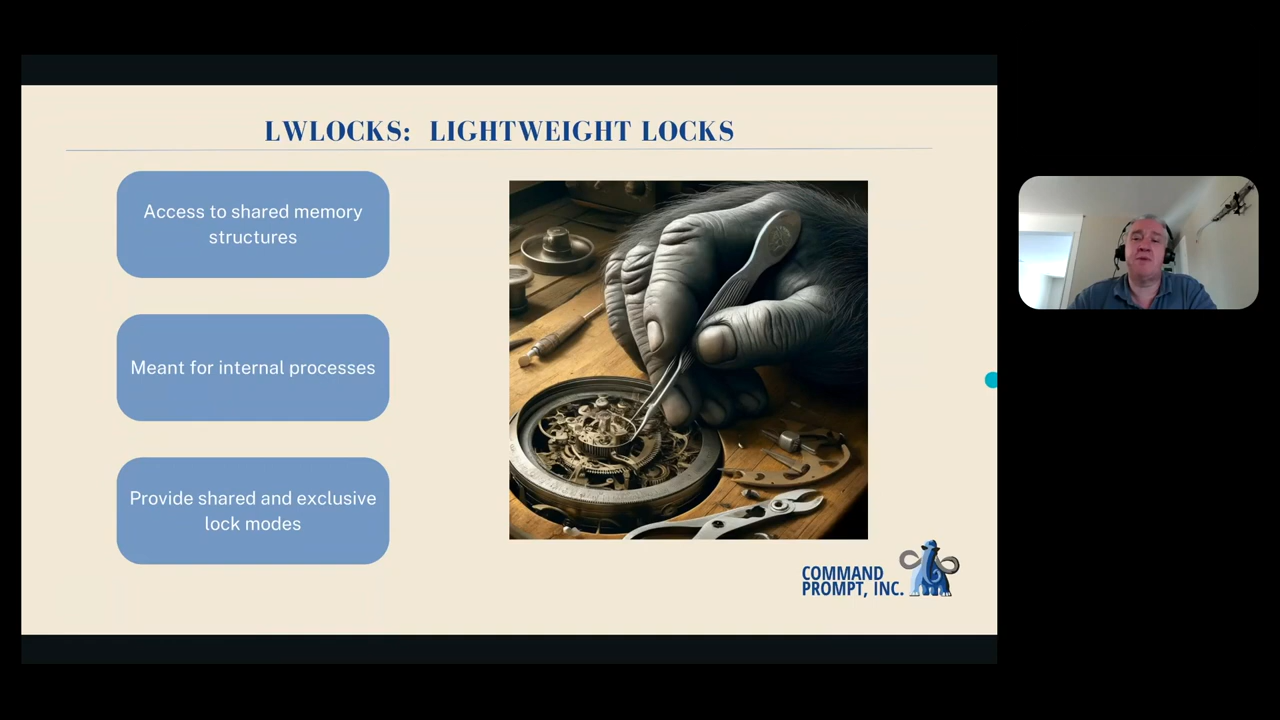 LWLOCKS: LIGHTWEIGHT LOCKS
Access to shared memory
structures
Meant for internal processes
Provide shared and exclusive
lock modes
COMMAND
PROMPT, INC.